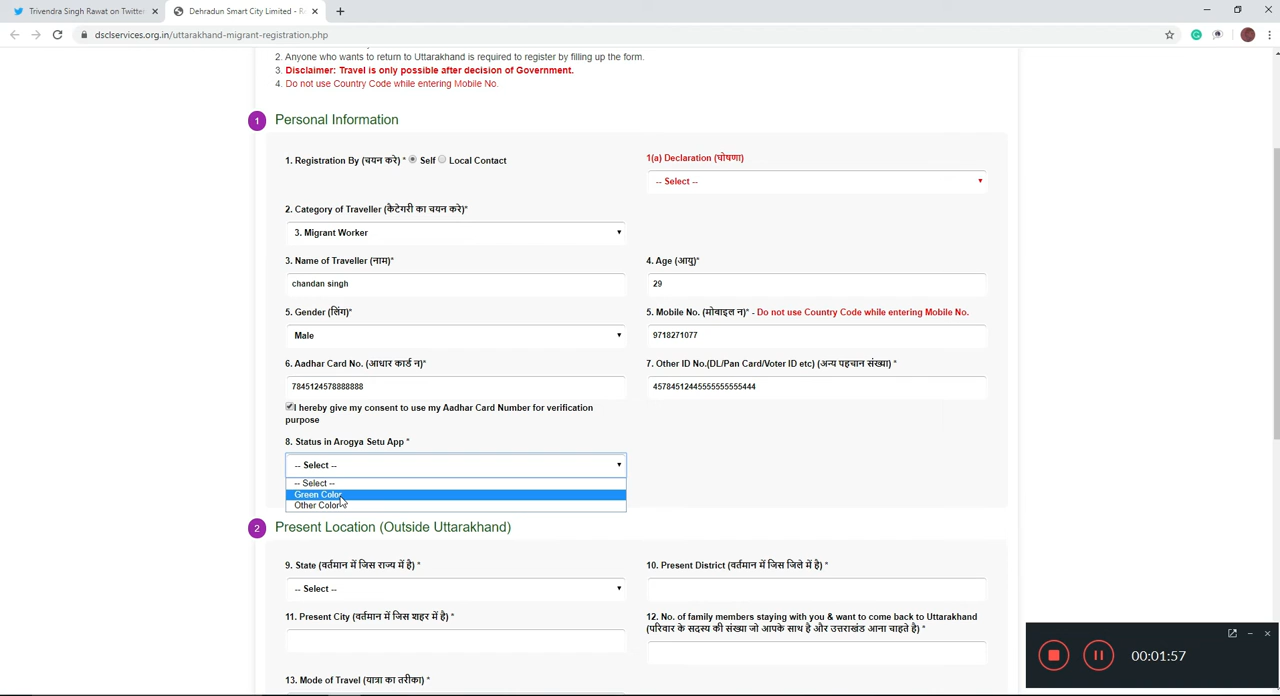 Trivendra Singh Rawat on Twitter
Dehradun Smart City Limited - R
dsclservices.org.in/uttarakhand-migrant-registration.php
2. Anyone who wants to return to Uttarakhand is required to register by filling up the form.
3. Disclaimer: Travel is only possible after decision of Government.
4. Do not use Country Code while entering Mobile No.
1 Personal Information
1. Registration By (चयन करे) * Self Local Contact
1(a) Declaration (घोषणा)
-- Select --
2. Category of Traveller (कैटेगरी का चयन करे)*
3. Migrant Worker
3. Name of Traveller (नाम)*
4. Age (आयु)*
chandan singh
29
5. Gender (लिंग)*
5. Mobile No. (मोबाइल न)* - Do not use Country Code while entering Mobile No.
Male
9718271077
6. Aadhar Card No. (आधार कार्ड न)*
7. Other ID No.(DL/Pan Card/Voter ID etc) (अन्य पहचान संख्या) *
7845124578888888
I hereby give my consent to use my Aadhar Card Number for verification
purpose
8. Status in Arogya Setu App *
-- Select --
-- Select --
Green Color
Other Color
2 Present Location (Outside Uttarakhand)
9. State (वर्तमान में जिस राज्य में है) *
10. Present District (वर्तमान में जिस जिले में है) *
-- Select --
11. Present City (वर्तमान में जिस शहर में है) *
12. No. of family members staying with you & want to come back to Uttarakhand
(परिवार के सदस्य की संख्या जो आपके साथ है और उत्तराखंड आना चाहते है) *
13. Mode of Travel (यात्रा का तरीका) *
00:01:57